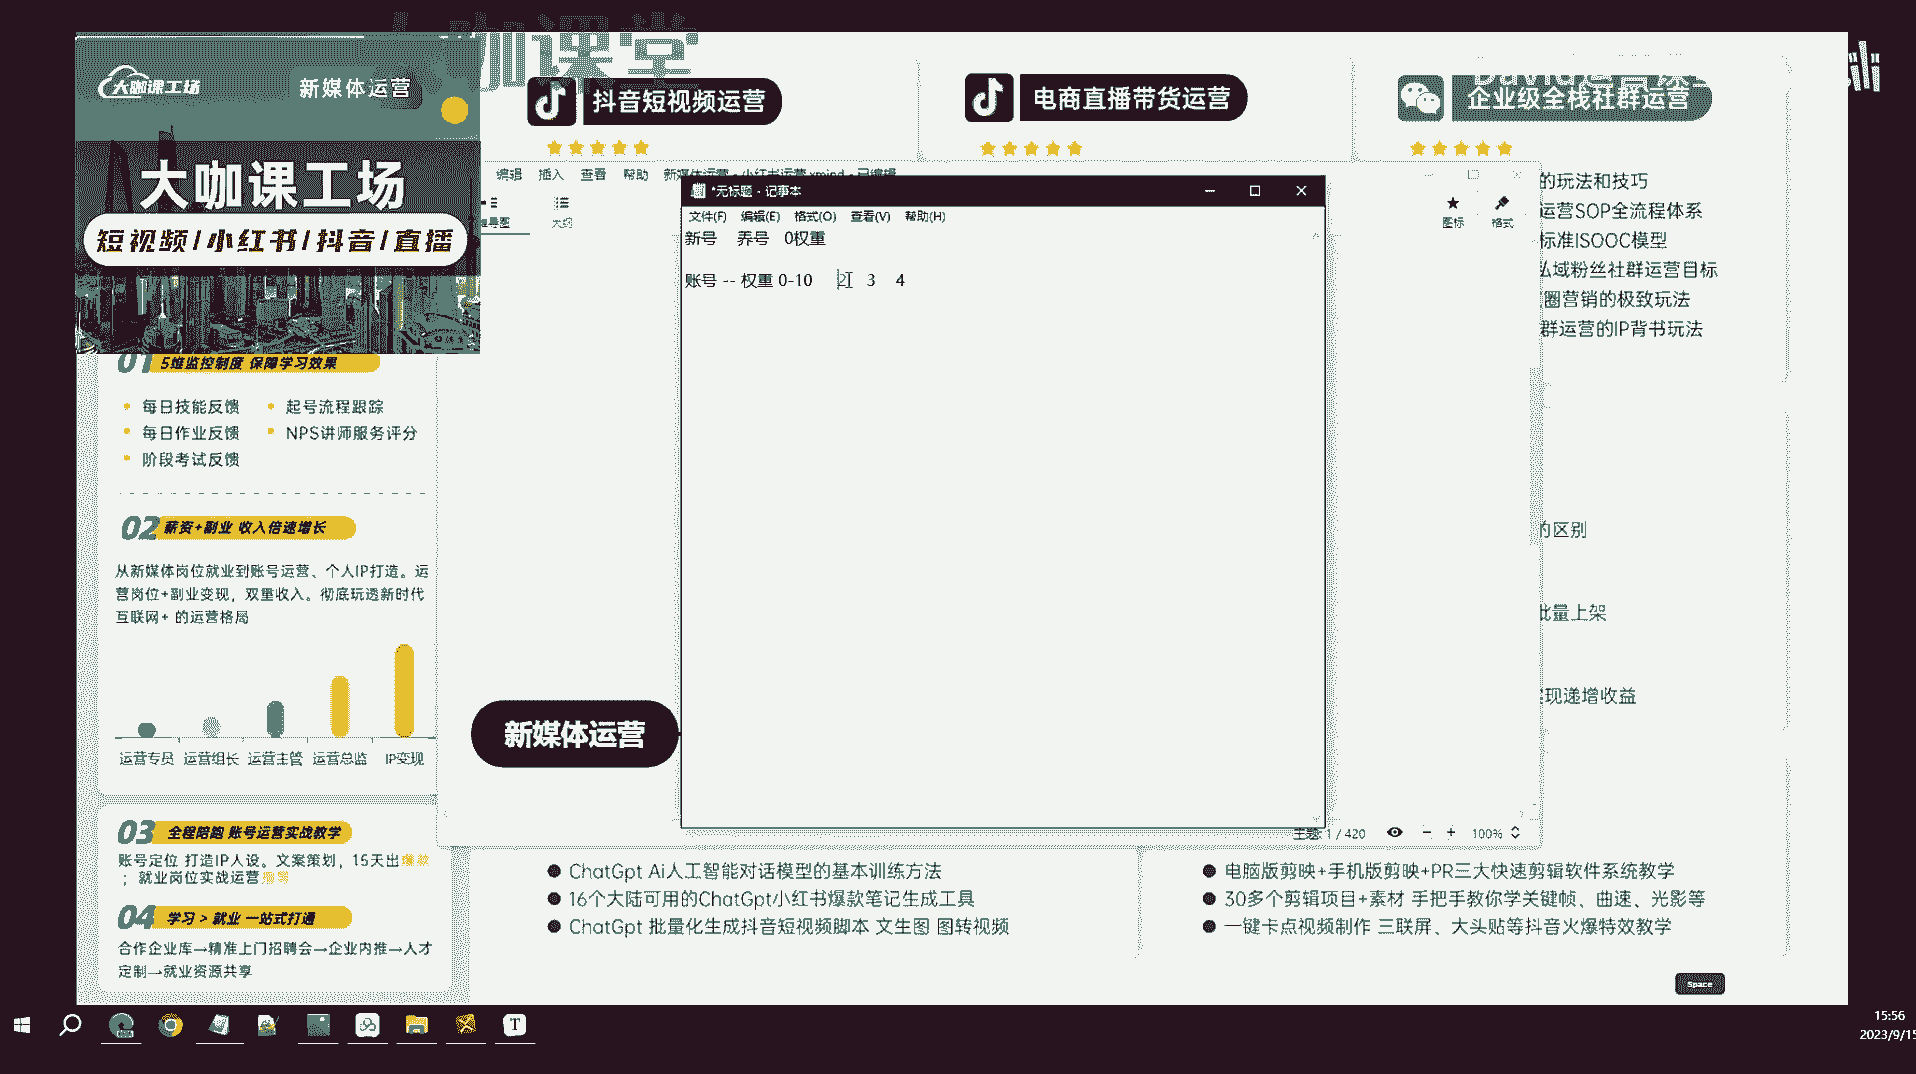 大咖课堂
大咖课工场
新媒体运营
大咖课工场
短视频/小红书/抖音/直播
抖音短视频运营
电商直播带货运营
企业级全栈社群运营
编辑 插入 查看 帮助 新媒体运营 - 小红书运营.xmind - 已编辑
大纲
图标
格式
*无标题 - 记事本
文件(F) 编辑(E) 格式(O) 查看(V) 帮助(H)
新号 养号 0权重
账号 -- 权重 0-10 2 3 4
的玩法和技巧
运营SOP全流程体系
标准ISOOC模型
私域粉丝社群运营目标
圈营销的极致玩法
群运营的IP背书玩法
的区别
批量上架
现递增收益
01 5维监控制度 保障学习效果
每日技能反馈
起号流程跟踪
每日作业反馈
NPS讲师服务评分
阶段考试反馈
02 薪资+副业 收入倍速增长
从新媒体岗位就业到账号运营、个人IP打造。运
营岗位+副业变现，双重收入。彻底玩透新时代
互联网+ 的运营格局
运营专员 运营组长 运营主管 运营总监 IP变现
03 全程陪跑 账号运营实战教学
账号定位 打造IP人设。文案策划，15天出爆款
；就业岗位实战运营
04 学习 > 就业 一站式打通
合作企业库→精准上门招聘会→企业内推→人才
定制→就业资源共享
新媒体运营
主题: 1 / 420
100%
ChatGpt Ai人工智能对话模型的基本训练方法
16个大陆可用的ChatGpt小红书爆款笔记生成工具
ChatGpt 批量化生成抖音短视频脚本 文生图 图转视频
电脑版剪映+手机版剪映+PR三大快速剪辑软件系统教学
30多个剪辑项目+素材 手把手教你学关键帧、曲速、光影等
一键卡点视频制作 三联屏、大头贴等抖音火爆特效教学
Space
15:56
2023/9/15